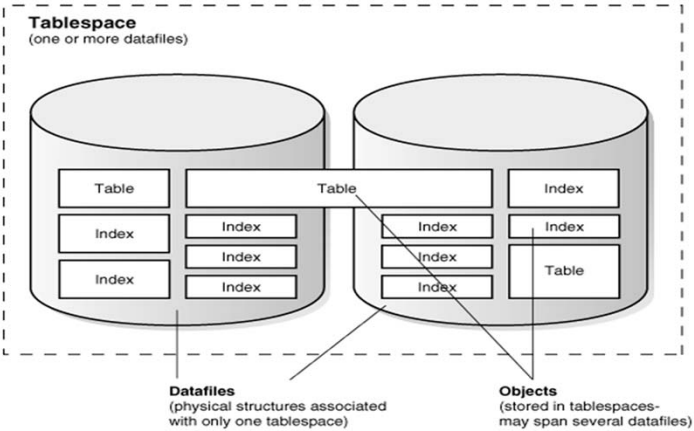 Tablespace
(one or more datafiles)
Table
Table
Index
Index
Index
Index
Index
Index
Index
Index
Table
Index
Index
Index
Datafiles
(physical structures associated
with only one tablespace)
Objects
(stored in tablespaces-
may span several datafiles)